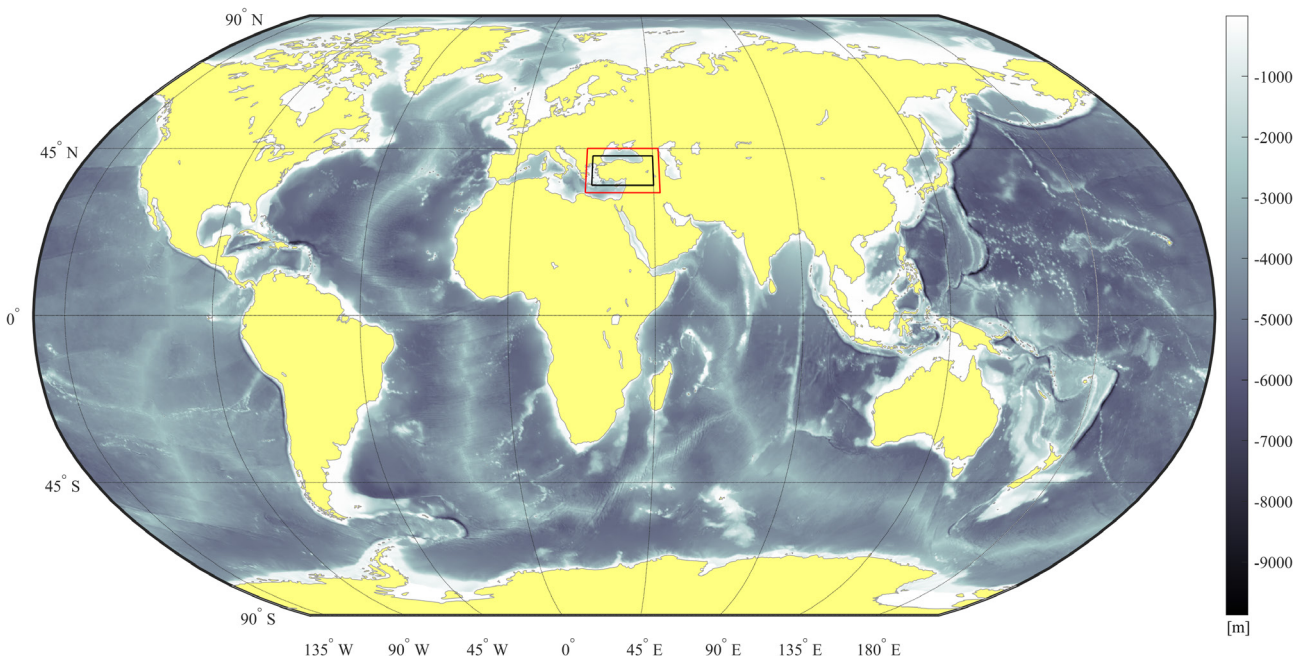 90° N
45° N
0°
45° S
90° S
135° W
90° W
45° W
0°
45° E
90° E
135° E
180° E
-1000
-2000
-3000
-4000
-5000
-6000
-7000
-8000
-9000
[m]